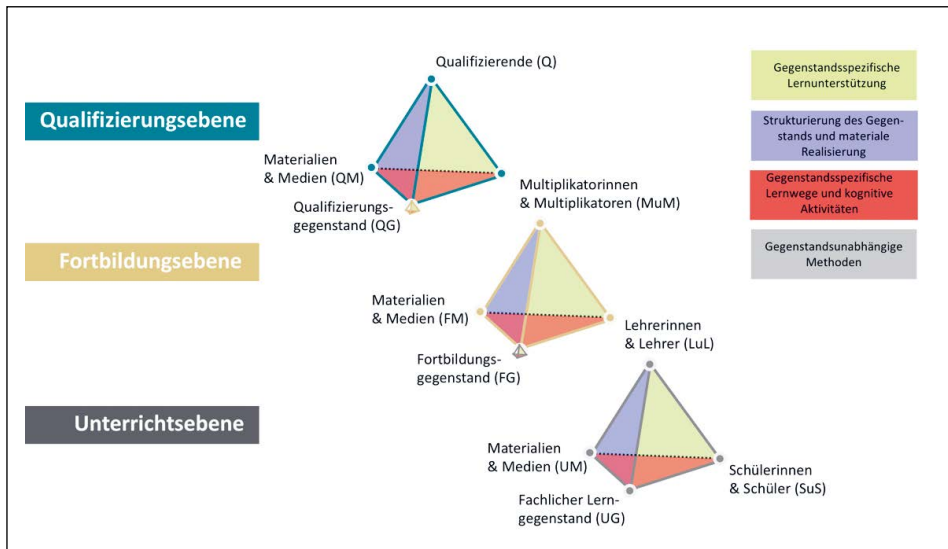 Qualifizierende (Q)
Qualifizierungsebene
Materialien
& Medien (QM)
Qualifizierungs-
gegenstand (QG)
Multiplikatorinnen
& Multiplikatoren (MuM)
Fortbildungsebene
Materialien
& Medien (FM)
Fortbildungs-
gegenstand (FG)
Lehrerinnen
& Lehrer (LuL)
Unterrichtsebene
Materialien
& Medien (UM)
Fachlicher Lern-
gegenstand (UG)
Schülerinnen
& Schüler (SuS)
Gegenstandsspezifische
Lernunterstützung
Strukturierung des Gegen-
stands und materiale
Realisierung
Gegenstandsspezifische
Lernwege und kognitive
Aktivitäten
Gegenstandsunabhängige
Methoden